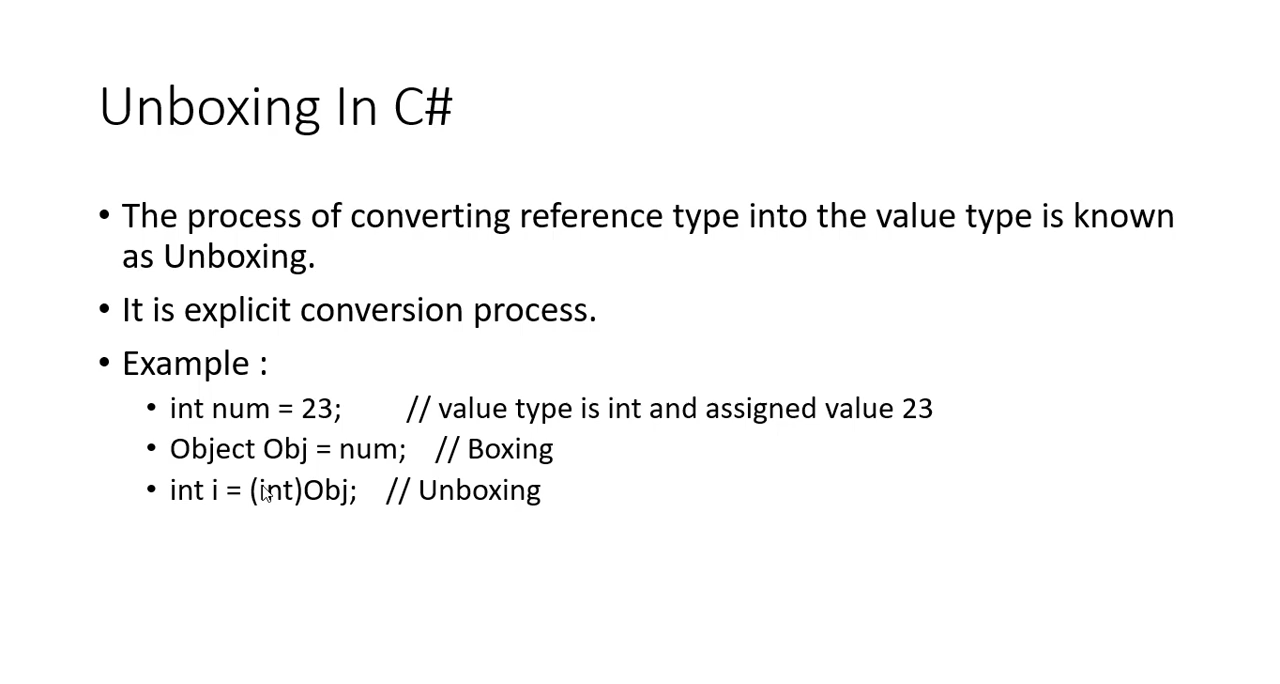 Unboxing In C#
• The process of converting reference type into the value type is known
as Unboxing.
• It is explicit conversion process.
• Example :
• int num = 23; // value type is int and assigned value 23
• Object Obj = num; // Boxing
• int i = (int)Obj; // Unboxing